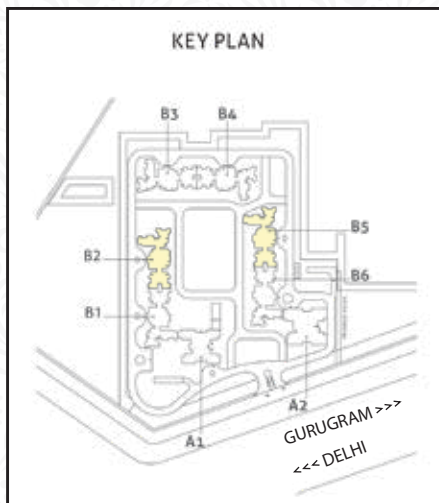 KEY PLAN
B3
B4
B5
B2
B6
B1
A1
A2
GURUGRAM >>>
<<< DELHI